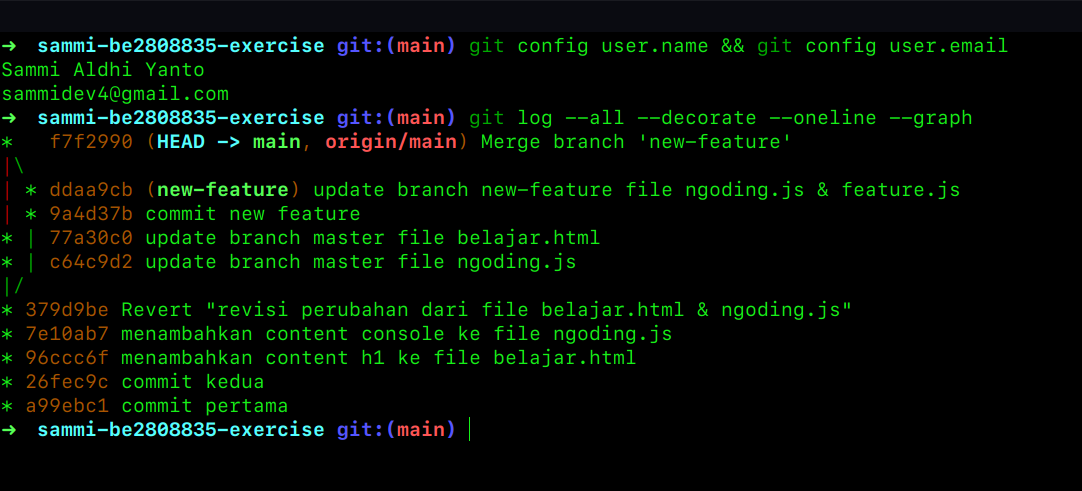 ➜  sammi-be2808835-exercise git:(main) git config user.name && git config user.email
Sammi Aldhi Yanto
sammidev4@gmail.com
➜  sammi-be2808835-exercise git:(main) git log --all --decorate --oneline --graph
*   f7f2990 (HEAD -> main, origin/main) Merge branch 'new-feature'
|\
| * ddaa9cb (new-feature) update branch new-feature file ngoding.js & feature.js
| * 9a4d37b commit new feature
* | 77a30c0 update branch master file belajar.html
* | c64c9d2 update branch master file ngoding.js
|/
* 379d9be Revert "revisi perubahan dari file belajar.html & ngoding.js"
* 7e10ab7 menambahkan content console ke file ngoding.js
* 96ccc6f menambahkan content h1 ke file belajar.html
* 26fec9c commit kedua
* a99ebc1 commit pertama
➜  sammi-be2808835-exercise git:(main)